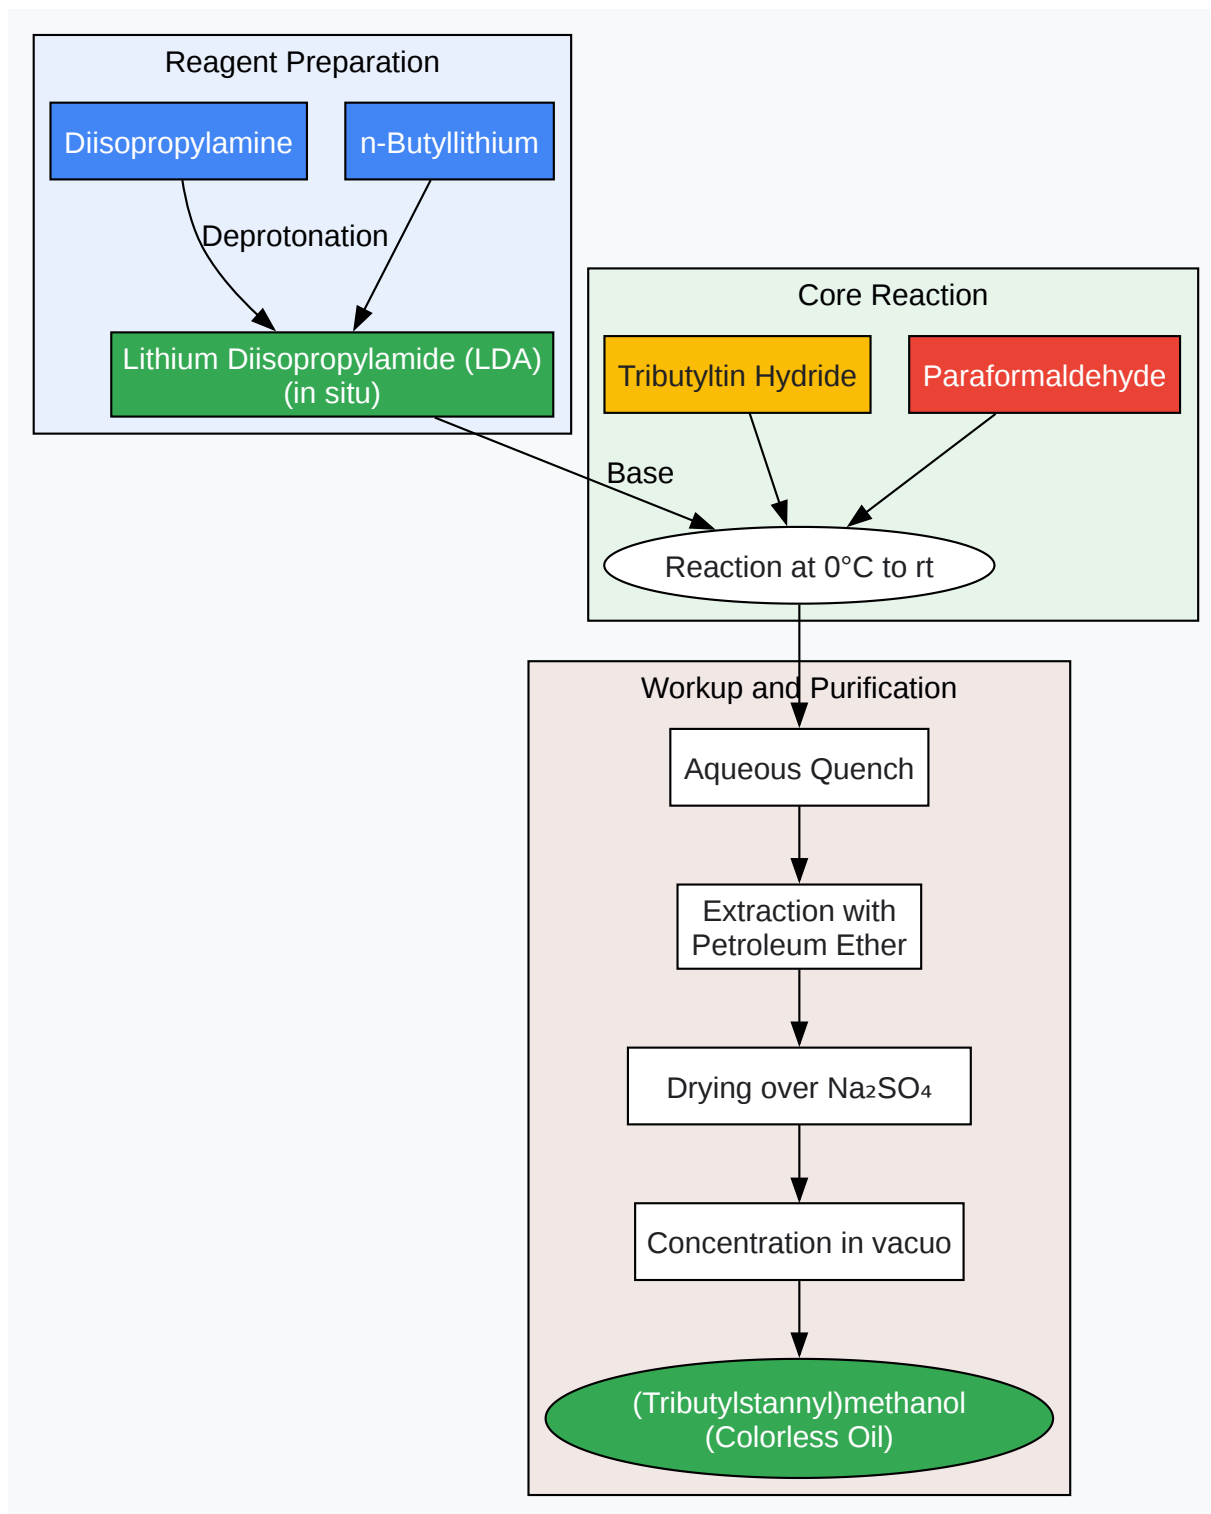 Reagent Preparation
Diisopropylamine
n-Butyllithium
Deprotonation
Lithium Diisopropylamide (LDA)
(in situ)
Core Reaction
Tributyltin Hydride
Paraformaldehyde
Base
Reaction at 0°C to rt
Workup and Purification
Aqueous Quench
Extraction with
Petroleum Ether
Drying over Na₂SO₄
Concentration in vacuo
(Tributylstannyl)methanol
(Colorless Oil)